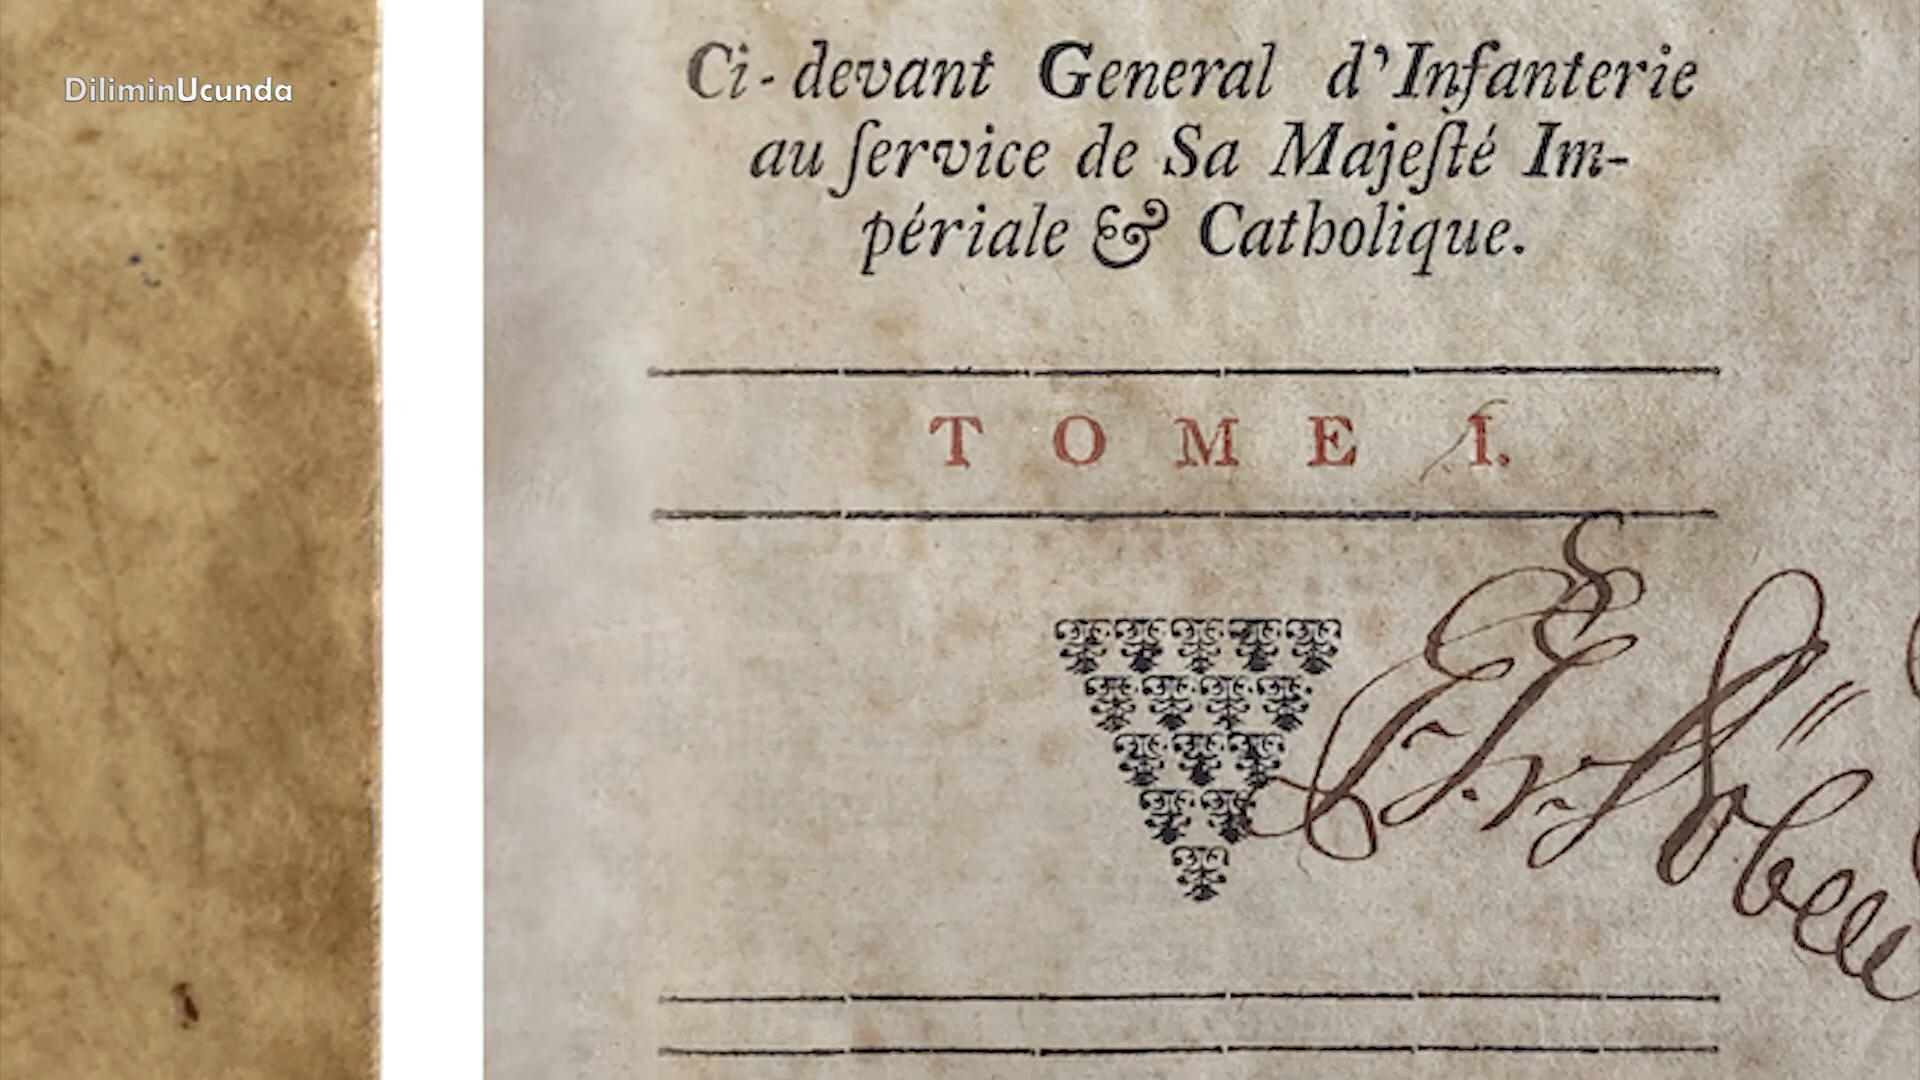 DiliminUcunda
Ci-devant General d'Infanterie
au ſervice de Sa Majeſté Im-
périale & Catholique.
TOME I.